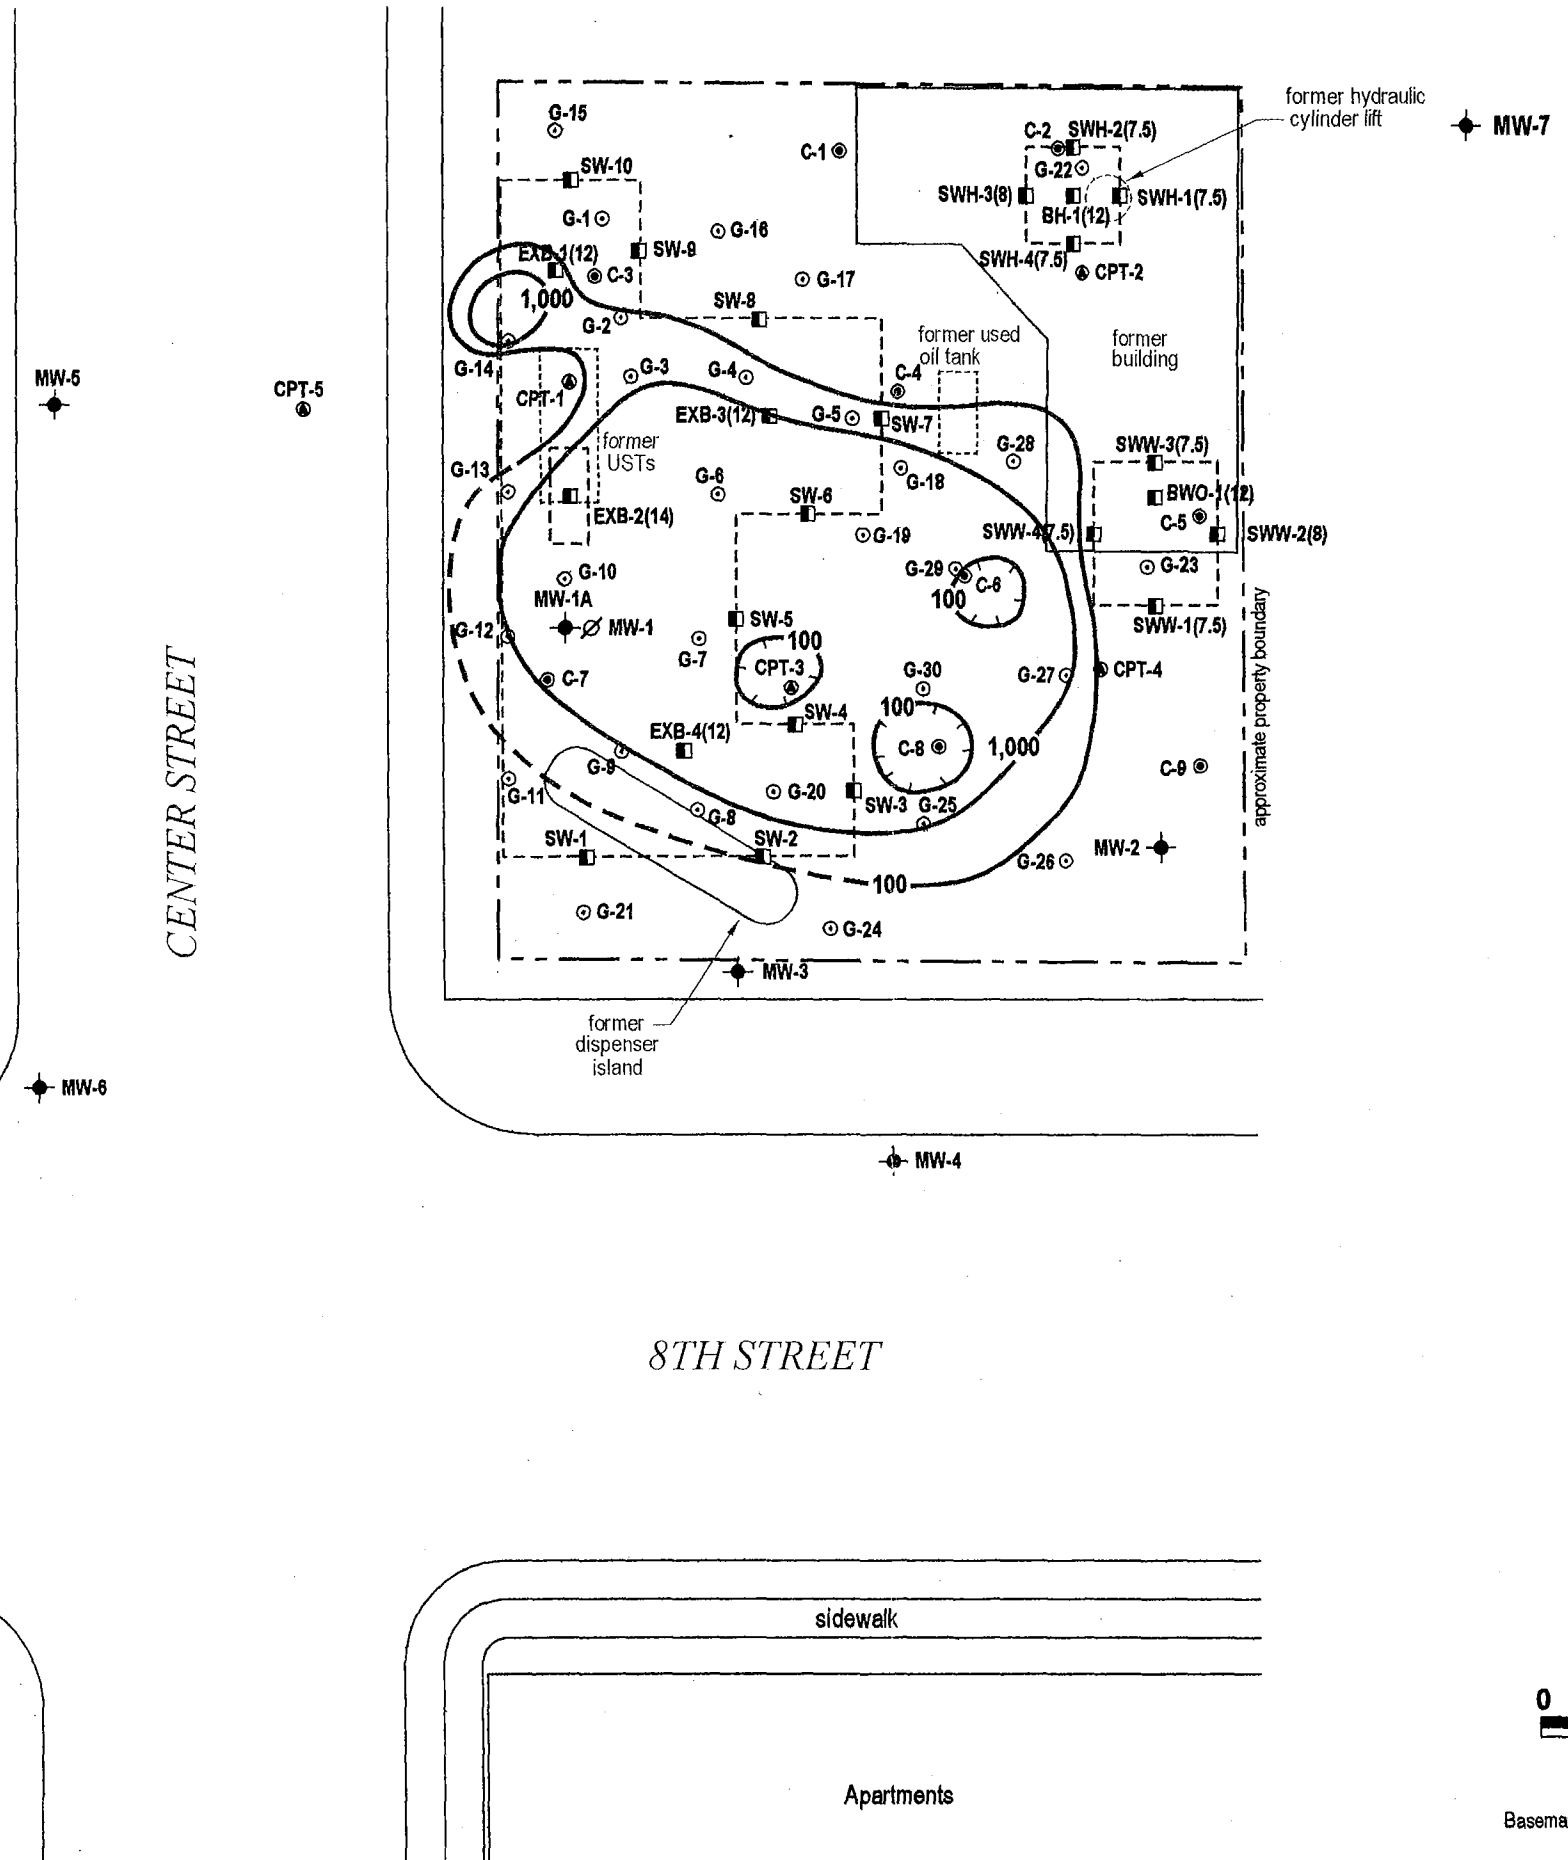 former hydraulic
cylinder lift
MW-7
G-15
C-1
C-2
SWH-2(7.5)
SW-10
G-22
SWH-3(8)
SWH-1(7.5)
BH-1(12)
G-1
G-16
SW-9
EXB-1(12)
SWH-4(7.5)
CPT-2
C-3
G-17
1,000
SW-8
G-2
former used
oil tank
former
building
G-14
G-3
G-4
C-4
MW-5
CPT-5
CPT-1
EXB-3(12)
G-5
SW-7
former
USTs
G-28
SWW-3(7.5)
G-13
G-6
G-18
SW-6
BWO-1(12)
EXB-2(14)
C-5
G-19
SWW-4(7.5)
SWW-2(8)
G-10
G-29
C-6
G-23
MW-1A
100
G-12
MW-1
SW-5
SWW-1(7.5)
100
G-7
CPT-3
C-7
G-30
G-27
CPT-4
approximate property boundary
100
SW-4
EXB-4(12)
C-8
1,000
G-9
C-9
G-11
G-20
SW-3
G-25
G-8
SW-1
SW-2
MW-2
G-26
100
G-21
G-24
CENTER STREET
MW-3
former
dispenser
island
MW-6
MW-4
8TH STREET
sidewalk
0
Apartments
Basema